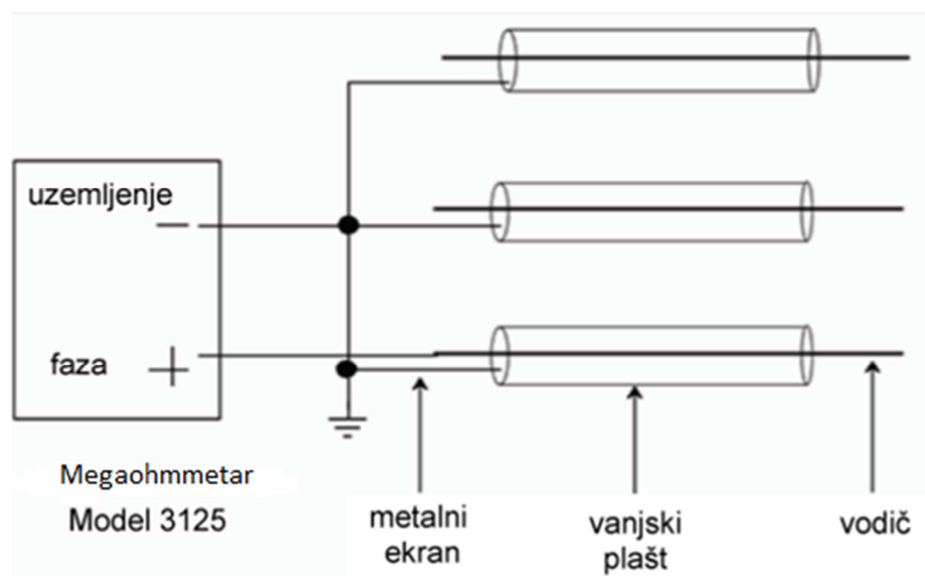 uzemljenje
−
faza +
Megaohmmetar
Model 3125
metalni
ekran
vanjski
plašt
vodič